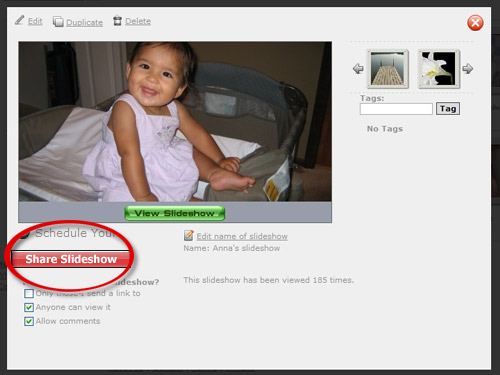 Edit Duplicate Delete
Tags:
Tag
No Tags
View Slideshow
Schedule Your
Edit name of slideshow
Name: Anna's slideshow
Share Slideshow
slideshow?
This slideshow has been viewed 185 times.
Only those I send a link to
Anyone can view it
Allow comments